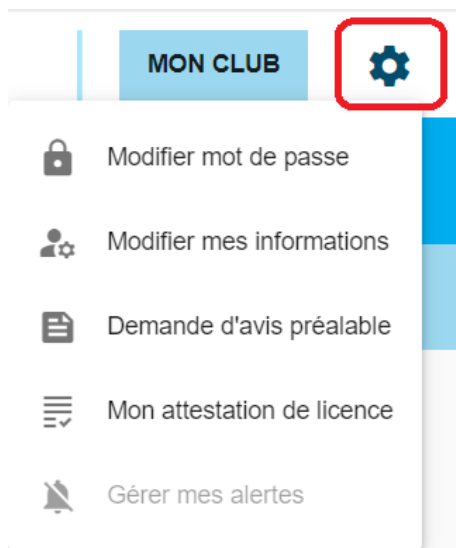 MON CLUB
Modifier mot de passe
Modifier mes informations
Demande d'avis préalable
Mon attestation de licence
Gérer mes alertes